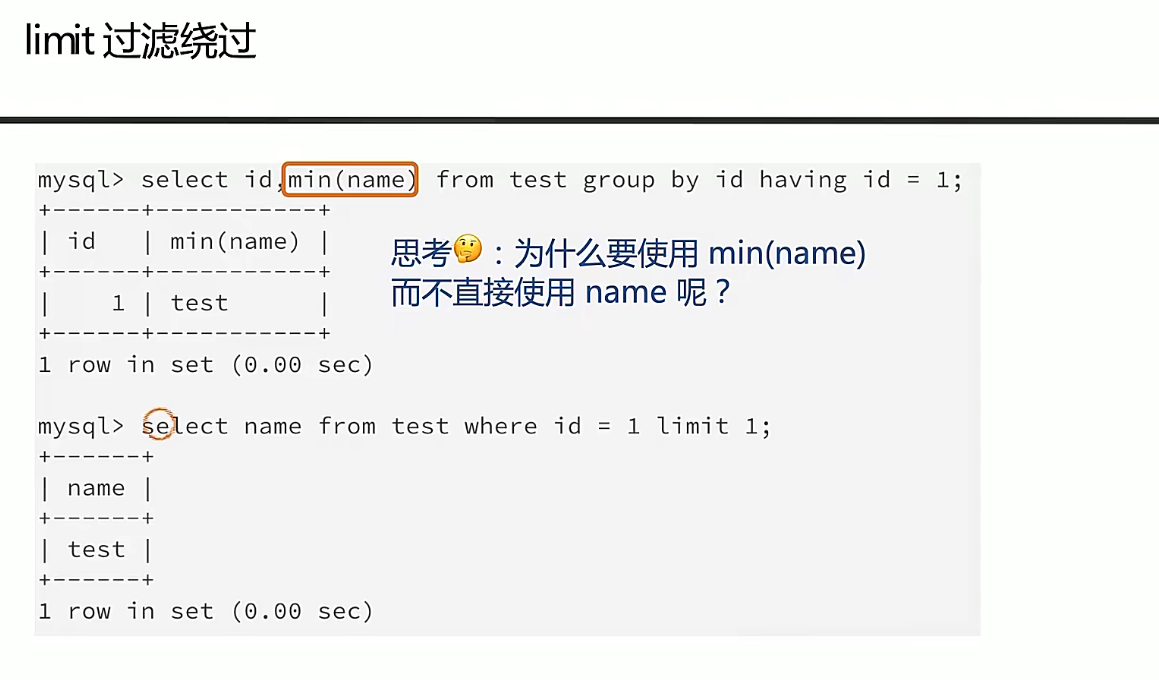 limit 过滤绕过
mysql> select id,min(name) from test group by id having id = 1;
+------+-----------+
| id   | min(name) |
+------+-----------+
|    1 | test      |
+------+-----------+
1 row in set (0.00 sec)
思考🤔：为什么要使用 min(name)
而不直接使用 name 呢？
mysql> select name from test where id = 1 limit 1;
+------+
| name |
+------+
| test |
+------+
1 row in set (0.00 sec)